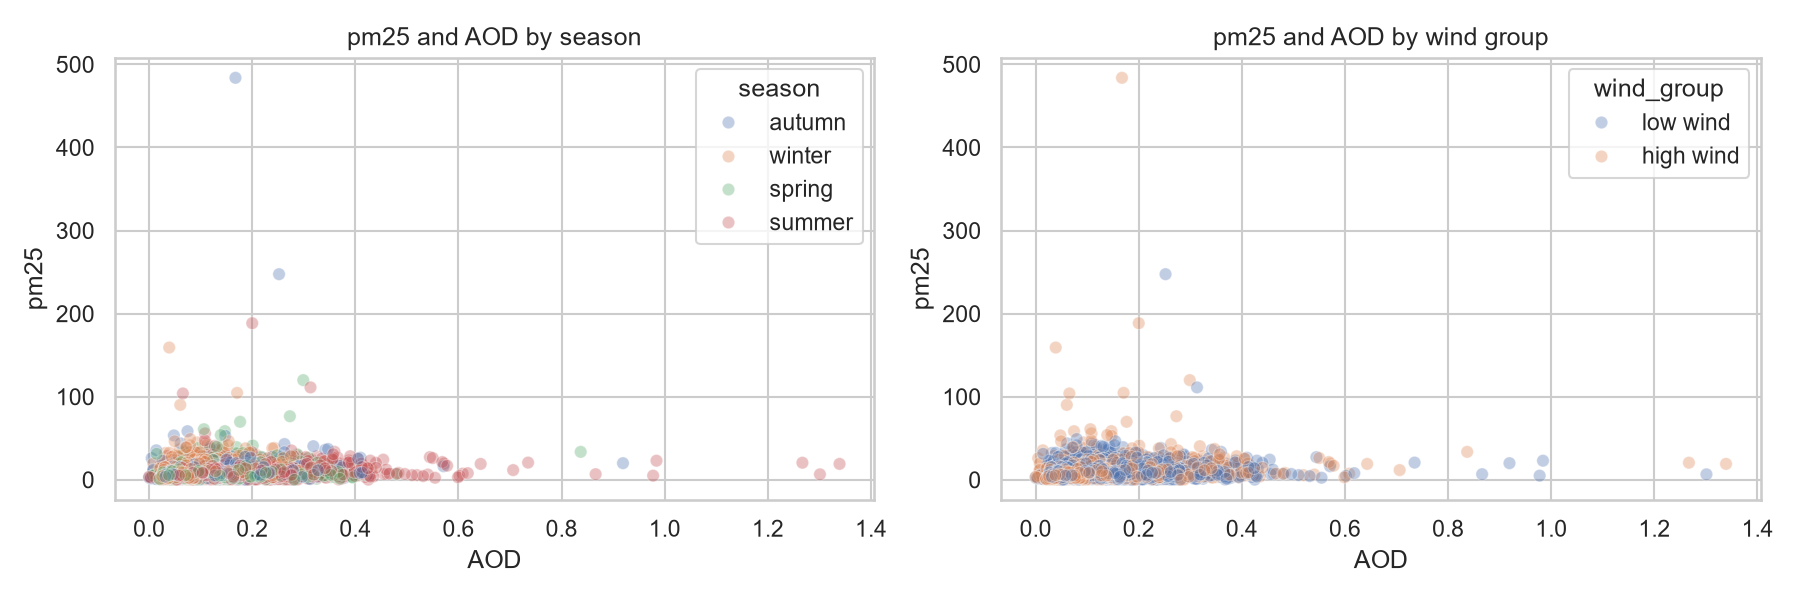 pm25 and AOD by season
500
400
300
200
100
0
pm25
season
autumn
winter
spring
summer
0.0 0.2 0.4 0.6 0.8 1.0 1.2 1.4
AOD
pm25 and AOD by wind group
500
400
300
200
100
0
pm25
wind_group
low wind
high wind
0.0 0.2 0.4 0.6 0.8 1.0 1.2 1.4
AOD